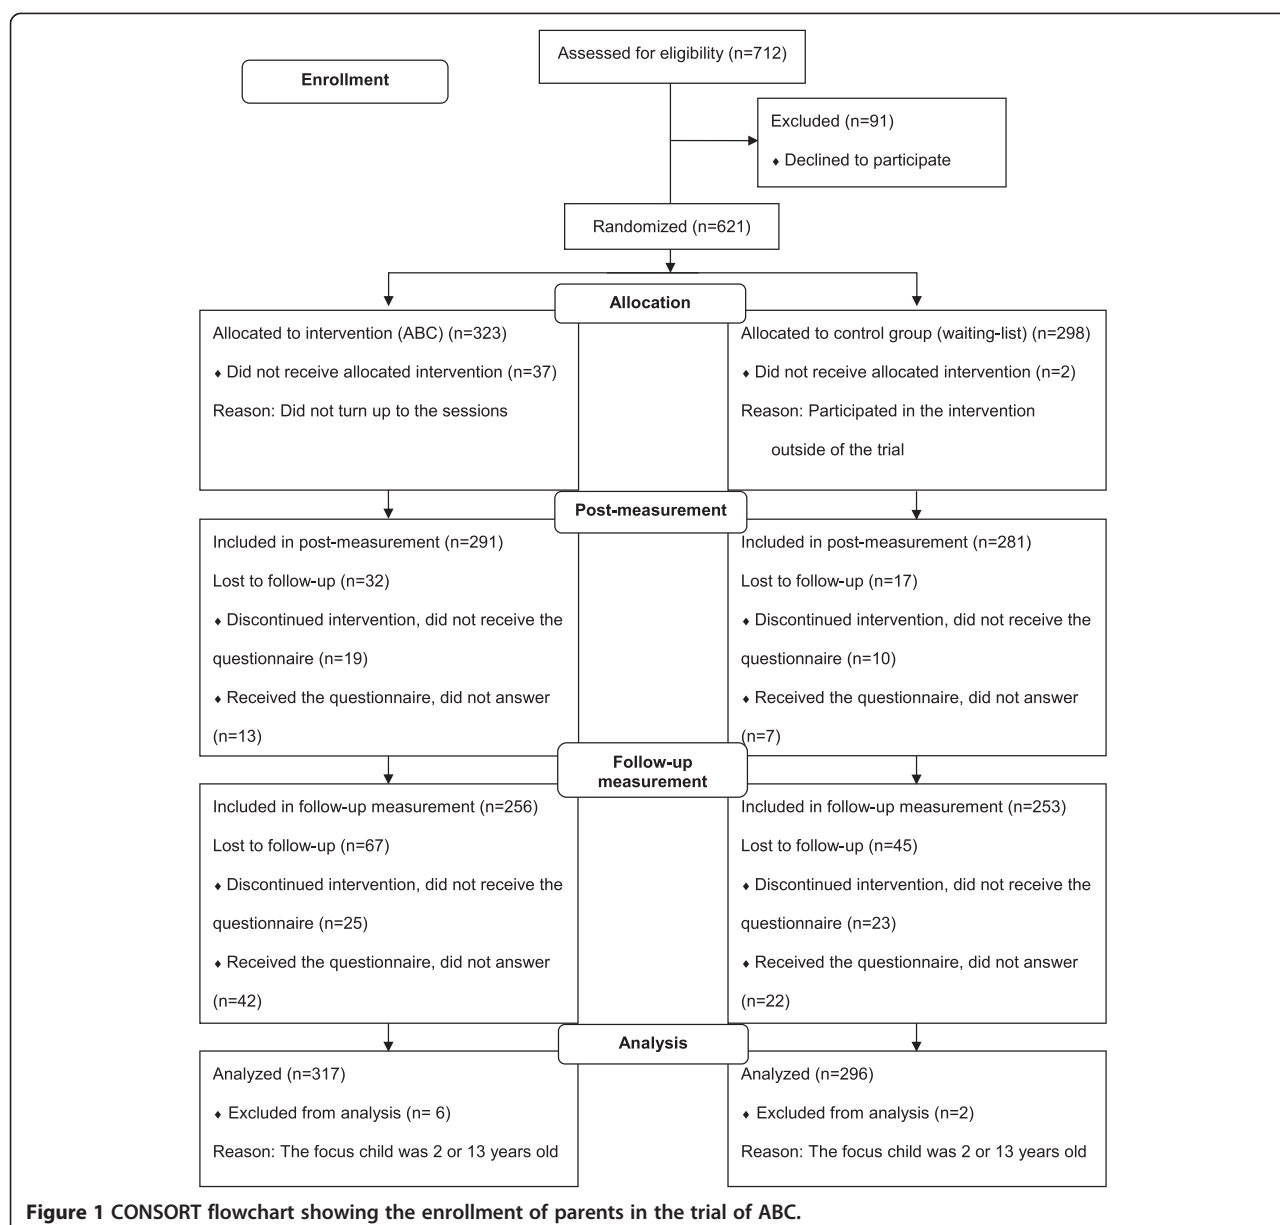 Assessed for eligibility (n=712)
Enrollment
Excluded (n=91)
♦ Declined to participate
Randomized (n=621)
Allocation
Allocated to intervention (ABC) (n=323)
♦ Did not receive allocated intervention (n=37)
Reason: Did not turn up to the sessions
Allocated to control group (waiting-list) (n=298)
♦ Did not receive allocated intervention (n=2)
Reason: Participated in the intervention
outside of the trial
Post-measurement
Included in post-measurement (n=291)
Lost to follow-up (n=32)
♦ Discontinued intervention, did not receive the
questionnaire (n=19)
♦ Received the questionnaire, did not answer
(n=13)
Included in post-measurement (n=281)
Lost to follow-up (n=17)
♦ Discontinued intervention, did not receive the
questionnaire (n=10)
♦ Received the questionnaire, did not answer
(n=7)
Follow-up
measurement
Included in follow-up measurement (n=256)
Lost to follow-up (n=67)
♦ Discontinued intervention, did not receive the
questionnaire (n=25)
♦ Received the questionnaire, did not answer
(n=42)
Included in follow-up measurement (n=253)
Lost to follow-up (n=45)
♦ Discontinued intervention, did not receive the
questionnaire (n=23)
♦ Received the questionnaire, did not answer
(n=22)
Analysis
Analyzed (n=317)
♦ Excluded from analysis (n= 6)
Reason: The focus child was 2 or 13 years old
Analyzed (n=296)
♦ Excluded from analysis (n=2)
Reason: The focus child was 2 or 13 years old
Figure 1 CONSORT flowchart showing the enrollment of parents in the trial of ABC.